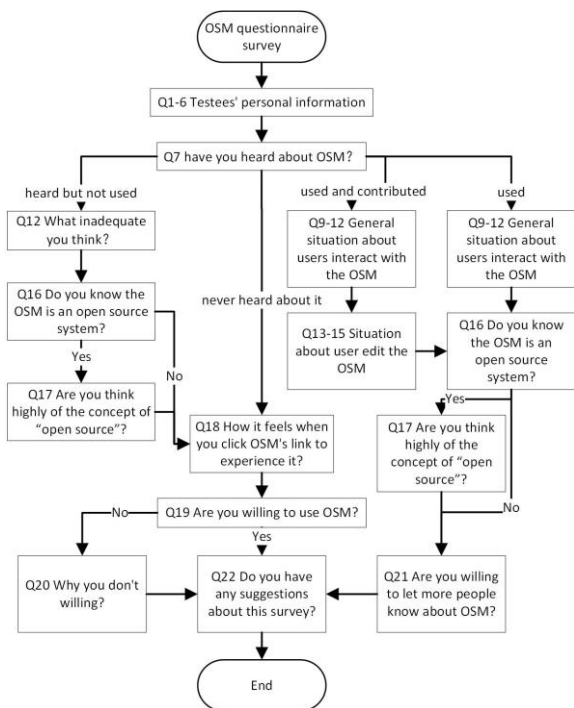 OSM questionnaire
survey
Q1-6 Testees' personal information
Q7 have you heard about OSM?
heard but not used
used and contributed
used
never heard about it
Q12 What inadequate
you think?
Q9-12 General
situation about
users interact with
the OSM
Q9-12 General
situation about
users interact with
the OSM
Q16 Do you know the
OSM is an open source
system?
Q13-15 Situation
about user edit the
OSM
Q16 Do you know
the OSM is an
open source
system?
Yes
No
Yes
No
Q17 Are you think
highly of the concept of
“open source”?
Q18 How it feels when
you click OSM's link to
experience it?
Q17 Are you think
highly of the
concept of “open
source”?
Q19 Are you willing to use OSM?
No
Yes
Q20 Why you don't
willing?
Q22 Do you have
any suggestions
about this survey?
Q21 Are you willing
to let more people
know about OSM?
End